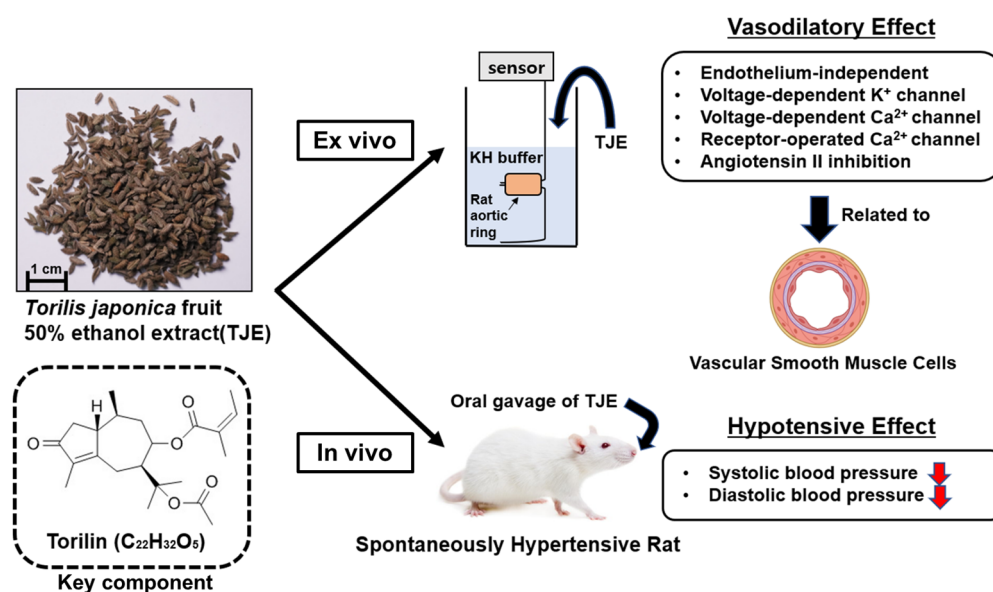 1 cm
Torilis japonica fruit
50% ethanol extract(TJE)
H
O
O
O
O
O
Torilin (C₂₂H₃₂O₅)
Key component
Ex vivo
In vivo
sensor
TJE
KH buffer
Rat
aortic
ring
Oral gavage of TJE
Spontaneously Hypertensive Rat
Vasodilatory Effect
• Endothelium-independent
• Voltage-dependent K⁺ channel
• Voltage-dependent Ca²⁺ channel
• Receptor-operated Ca²⁺ channel
• Angiotensin II inhibition
Related to
Vascular Smooth Muscle Cells
Hypotensive Effect
• Systolic blood pressure
• Diastolic blood pressure